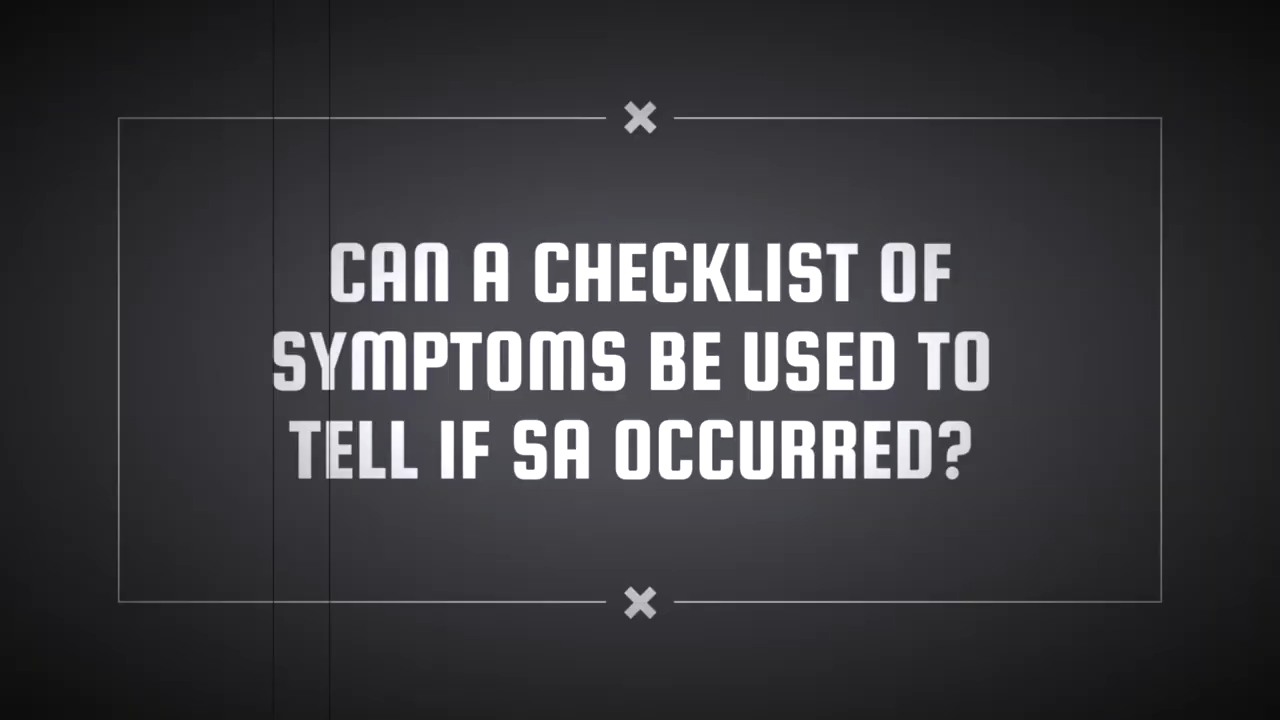 CAN A CHECKLIST OF
SYMPTOMS BE USED TO
TELL IF SA OCCURRED?